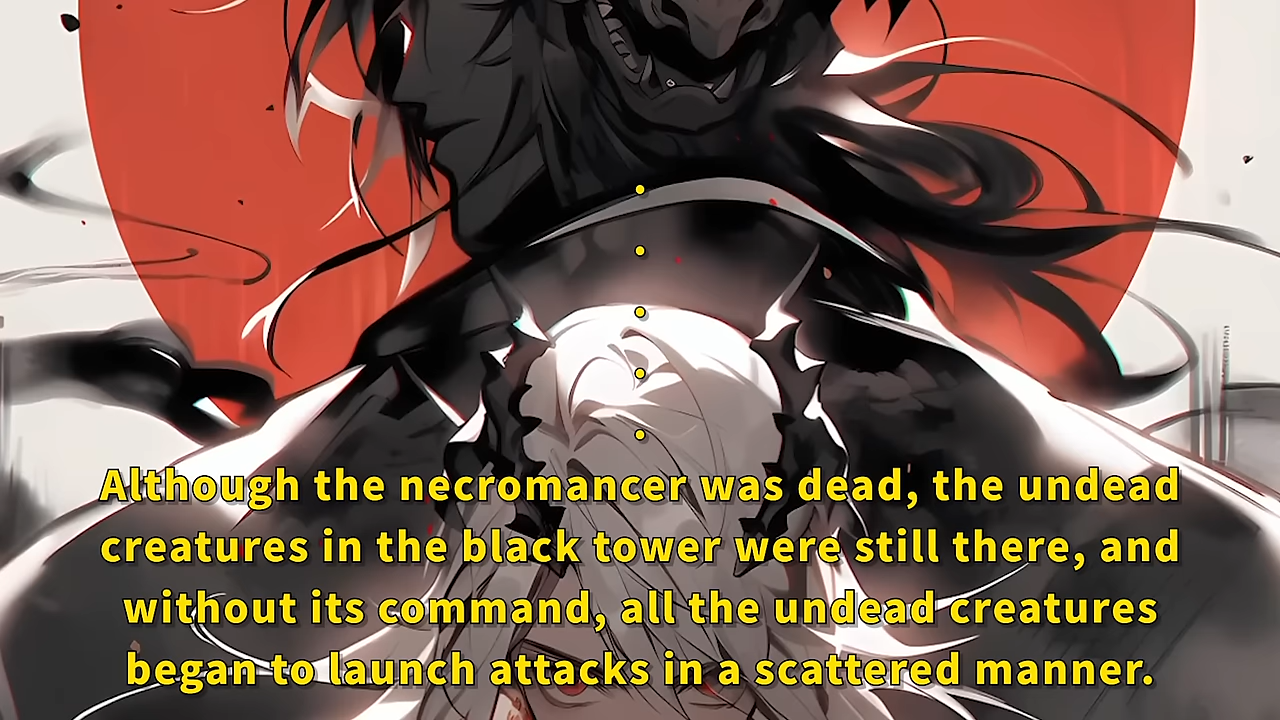 Although the necromancer was dead, the undead
creatures in the black tower were still there, and
without its command, all the undead creatures
began to launch attacks in a scattered manner.